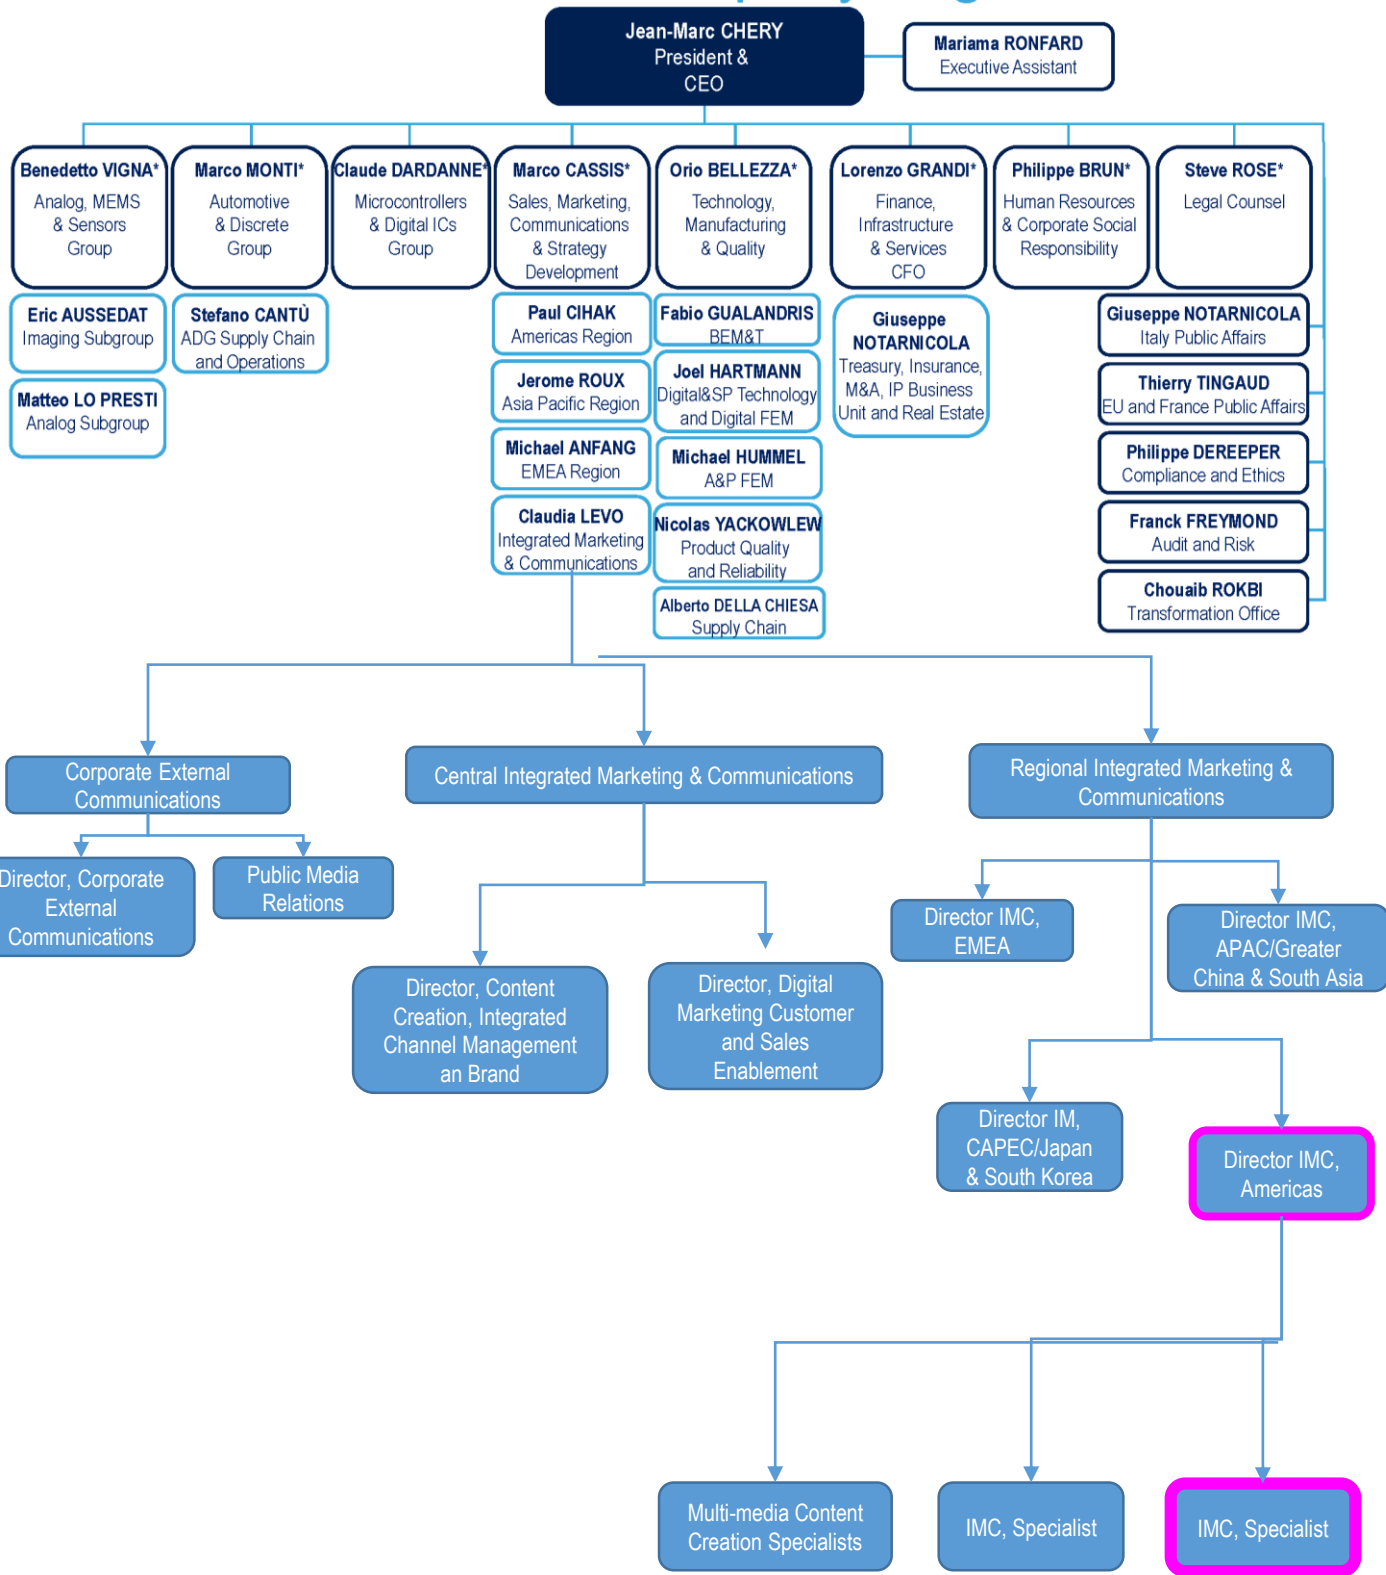 Jean-Marc CHERY
President &
CEO
Mariama RONFARD
Executive Assistant
Benedetto VIGNA*
Analog, MEMS
& Sensors
Group
Marco MONTI*
Automotive
& Discrete
Group
Claude DARDANNE*
Microcontrollers
& Digital ICs
Group
Marco CASSIS*
Sales, Marketing,
Communications
& Strategy
Development
Orio BELLEZZA*
Technology,
Manufacturing
& Quality
Lorenzo GRANDI*
Finance,
Infrastructure
& Services
CFO
Philippe BRUN*
Human Resources
& Corporate Social
Responsibility
Steve ROSE*
Legal Counsel
Eric AUSSEDAT
Imaging Subgroup
Matteo LO PRESTI
Analog Subgroup
Stefano CANTÙ
ADG Supply Chain
and Operations
Paul CIHAK
Americas Region
Jerome ROUX
Asia Pacific Region
Michael ANFANG
EMEA Region
Claudia LEVO
Integrated Marketing
& Communications
Fabio GUALANDRIS
BEM&T
Joel HARTMANN
Digital&SP Technology
and Digital FEM
Michael HUMMEL
A&P FEM
Nicolas YACKOWLEW
Product Quality
and Reliability
Alberto DELLA CHIESA
Supply Chain
Giuseppe
NOTARNICOLA
Treasury, Insurance,
M&A, IP Business
Unit and Real Estate
Giuseppe NOTARNICOLA
Italy Public Affairs
Thierry TINGAUD
EU and France Public Affairs
Philippe DEREEPER
Compliance and Ethics
Franck FREYMOND
Audit and Risk
Chouaib ROKBI
Transformation Office
Corporate External
Communications
Central Integrated Marketing & Communications
Regional Integrated Marketing &
Communications
Director, Corporate
External
Communications
Public Media
Relations
Director, Content
Creation, Integrated
Channel Management
an Brand
Director, Digital
Marketing Customer
and Sales
Enablement
Director IMC,
EMEA
Director IMC,
APAC/Greater
China & South Asia
Director IM,
CAPEC/Japan
& South Korea
Director IMC,
Americas
Multi-media Content
Creation Specialists
IMC, Specialist
IMC, Specialist